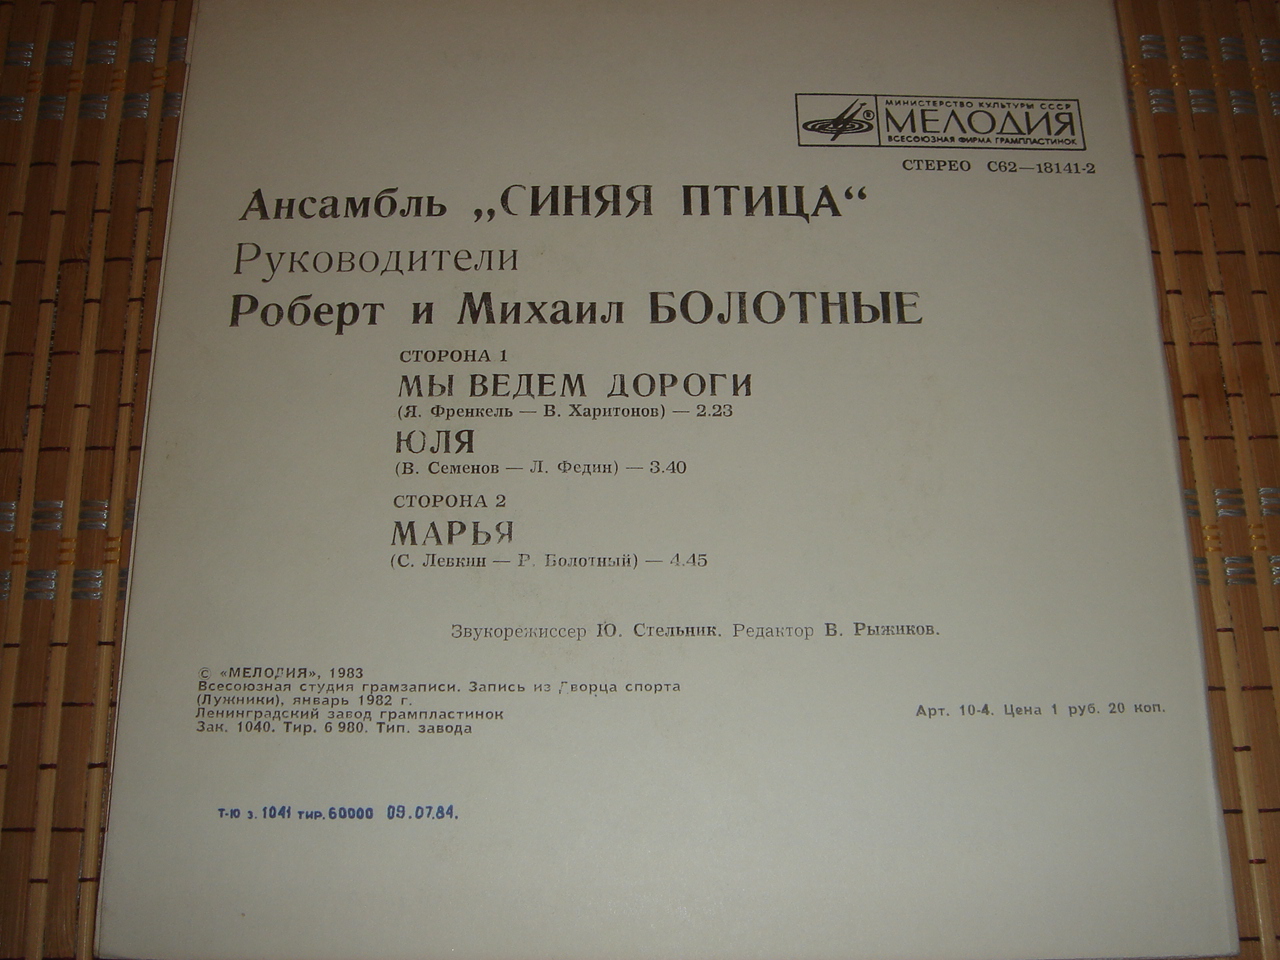 МИНИСТЕРСТВО КУЛЬТУРЫ СССР
МЕЛОДИЯ
ВСЕСОЮЗНАЯ ФИРМА ГРАМПЛАСТИНОК
СТЕРЕО С62—18141-2
Ансамбль „СИНЯЯ ПТИЦА“
Руководители
Роберт и Михаил БОЛОТНЫЕ
СТОРОНА 1
МЫ ВЕДЕМ ДОРОГИ
(Я. Френкель — В. Харитонов) — 2.23
ЮЛЯ
(В. Семенов — Л. Федин) — 3.40
СТОРОНА 2
МАРЬЯ
(С. Левкин — Р. Болотный) — 4.45
Звукорежиссер Ю. Стельник. Редактор В. Рыжиков.
© «МЕЛОДИЯ», 1983
Всесоюзная студия грамзаписи. Запись из Дворца спорта
(Лужники), январь 1982 г.
Ленинградский завод грампластинок
Зак. 1040. Тир. 6 980. Тип. завода
Арт. 10-4. Цена 1 руб. 20 коп.
Т-Ю з. 1041 тир. 60000 09.07.84.